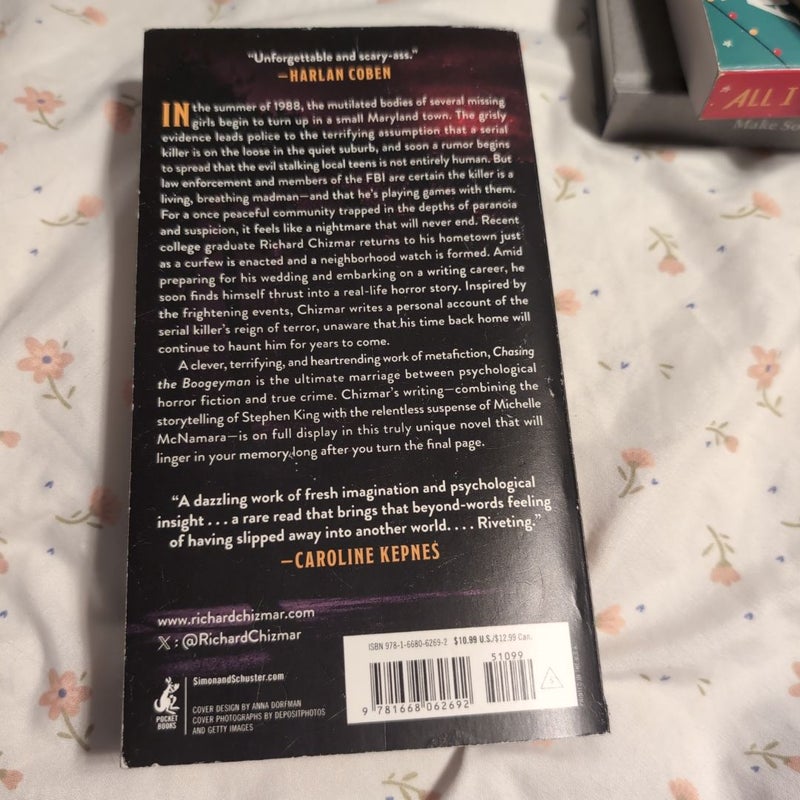 "Unforgettable and scary-ass."
—HARLAN COBEN
IN the summer of 1988, the mutilated bodies of several missing
girls begin to turn up in a small Maryland town. The grisly
evidence leads police to the terrifying assumption that a serial
killer is on the loose in the quiet suburb, and soon a rumor begins
to spread that the evil stalking local teens is not entirely human. But
law enforcement and members of the FBI are certain the killer is a
living, breathing madman—and that he's playing games with them.
For a once peaceful community trapped in the depths of paranoia
and suspicion, it feels like a nightmare that will never end. Recent
college graduate Richard Chizmar returns to his hometown just
as a curfew is enacted and a neighborhood watch is formed. Amid
preparing for his wedding and embarking on a writing career, he
soon finds himself thrust into a real-life horror story. Inspired by
the frightening events, Chizmar writes a personal account of the
serial killer's reign of terror, unaware that his time back home will
continue to haunt him for years to come.
A clever, terrifying, and heartrending work of metafiction, Chasing
the Boogeyman is the ultimate marriage between psychological
horror fiction and true crime. Chizmar's writing—combining the
storytelling of Stephen King with the relentless suspense of Michelle
McNamara—is on full display in this truly unique novel that will
linger in your memory long after you turn the final page.
"A dazzling work of fresh imagination and psychological
insight . . . a rare read that brings that beyond-words feeling
of having slipped away into another world. . . . Riveting."
—CAROLINE KEPNES
www.richardchizmar.com
X : @RichardChizmar
SimonandSchuster.com
POCKET
BOOKS
COVER DESIGN BY ANNA DORFMAN
COVER PHOTOGRAPHS BY DEPOSITPHOTOS
AND GETTY IMAGES
ISBN 978-1-6680-6269-2 $10.99 U.S./$12.99 Can.
51099
9 781668 062692
S
PRINTED IN THE U.S.A.
ALL I
Make So